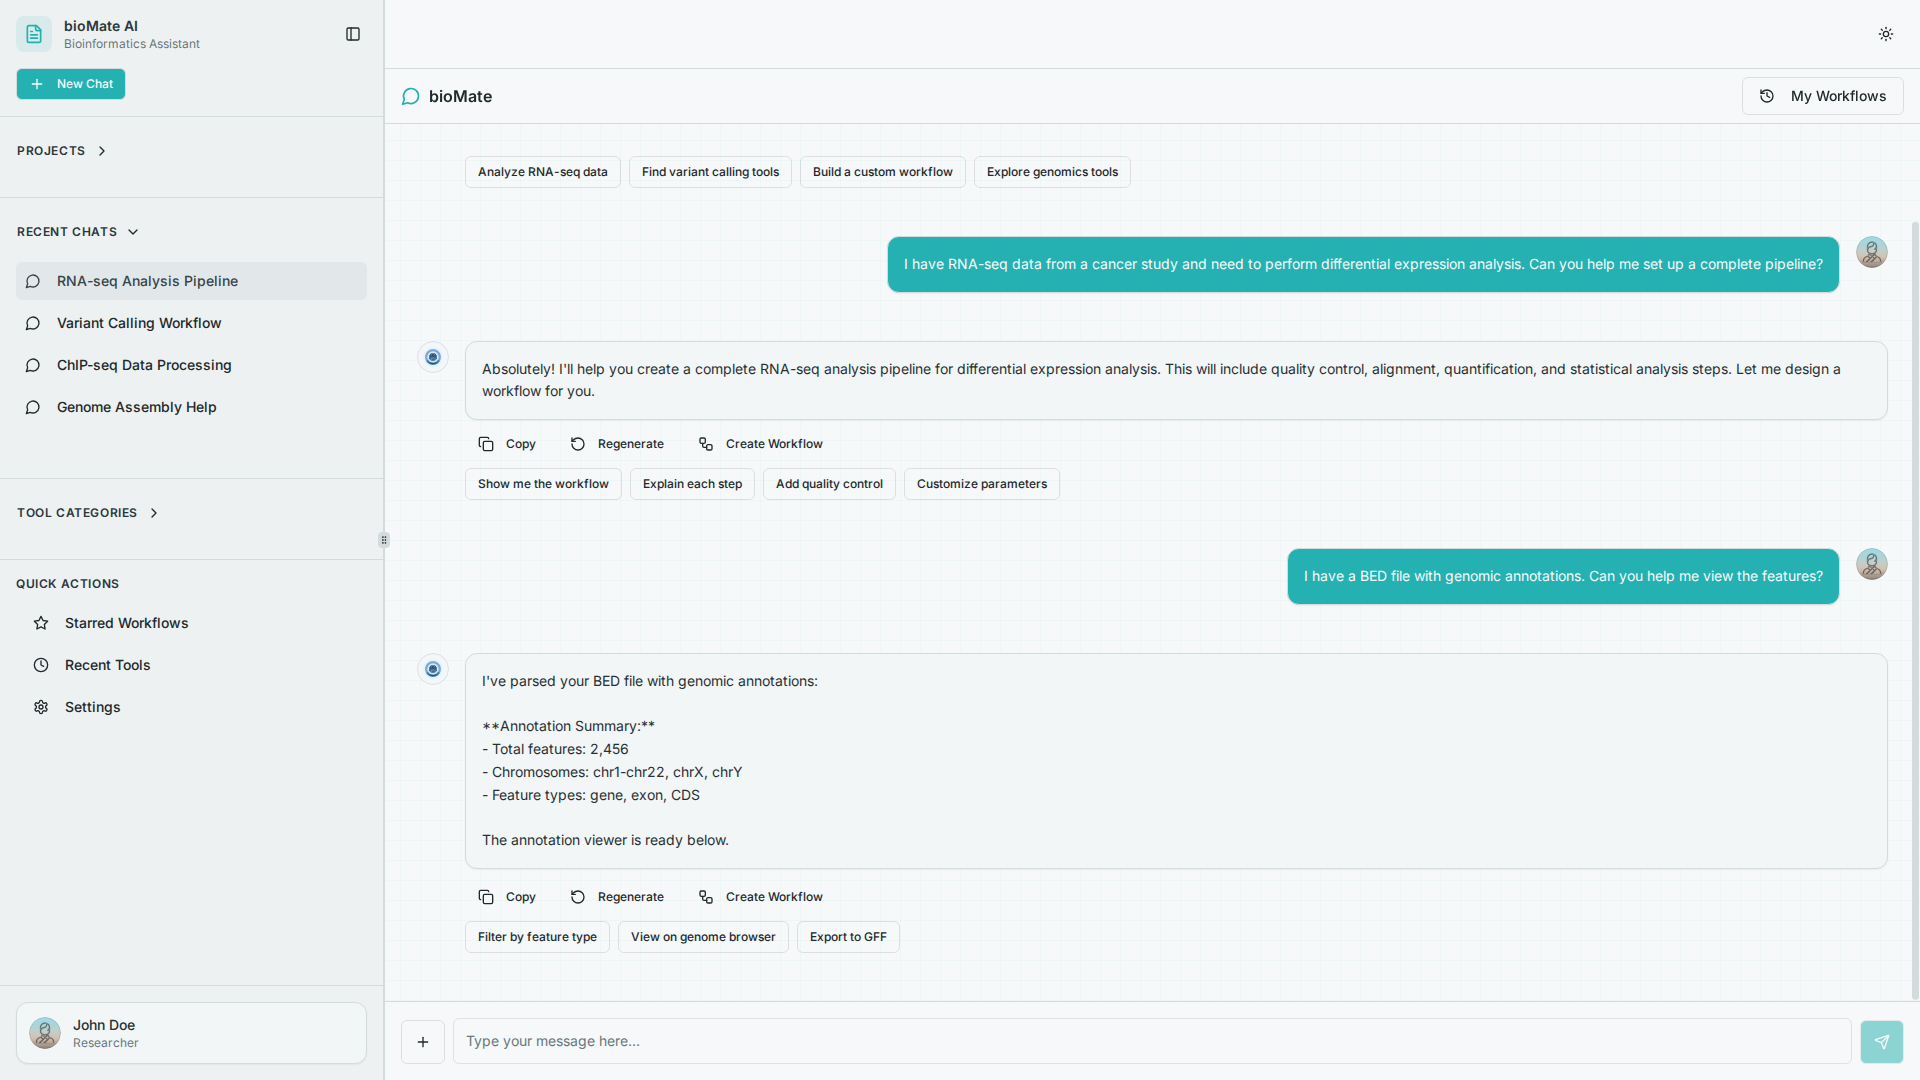 bioMate AI
Bioinformatics Assistant
New Chat
PROJECTS
RECENT CHATS
RNA-seq Analysis Pipeline
Variant Calling Workflow
ChIP-seq Data Processing
Genome Assembly Help
TOOL CATEGORIES
QUICK ACTIONS
Starred Workflows
Recent Tools
Settings
John Doe
Researcher
bioMate
My Workflows
Analyze RNA-seq data
Find variant calling tools
Build a custom workflow
Explore genomics tools
I have RNA-seq data from a cancer study and need to perform differential expression analysis. Can you help me set up a complete pipeline?
Absolutely! I'll help you create a complete RNA-seq analysis pipeline for differential expression analysis. This will include quality control, alignment, quantification, and statistical analysis steps. Let me design a
workflow for you.
Copy
Regenerate
Create Workflow
Show me the workflow
Explain each step
Add quality control
Customize parameters
I have a BED file with genomic annotations. Can you help me view the features?
I've parsed your BED file with genomic annotations:
**Annotation Summary:**
- Total features: 2,456
- Chromosomes: chr1-chr22, chrX, chrY
- Feature types: gene, exon, CDS
The annotation viewer is ready below.
Copy
Regenerate
Create Workflow
Filter by feature type
View on genome browser
Export to GFF
Type your message here...